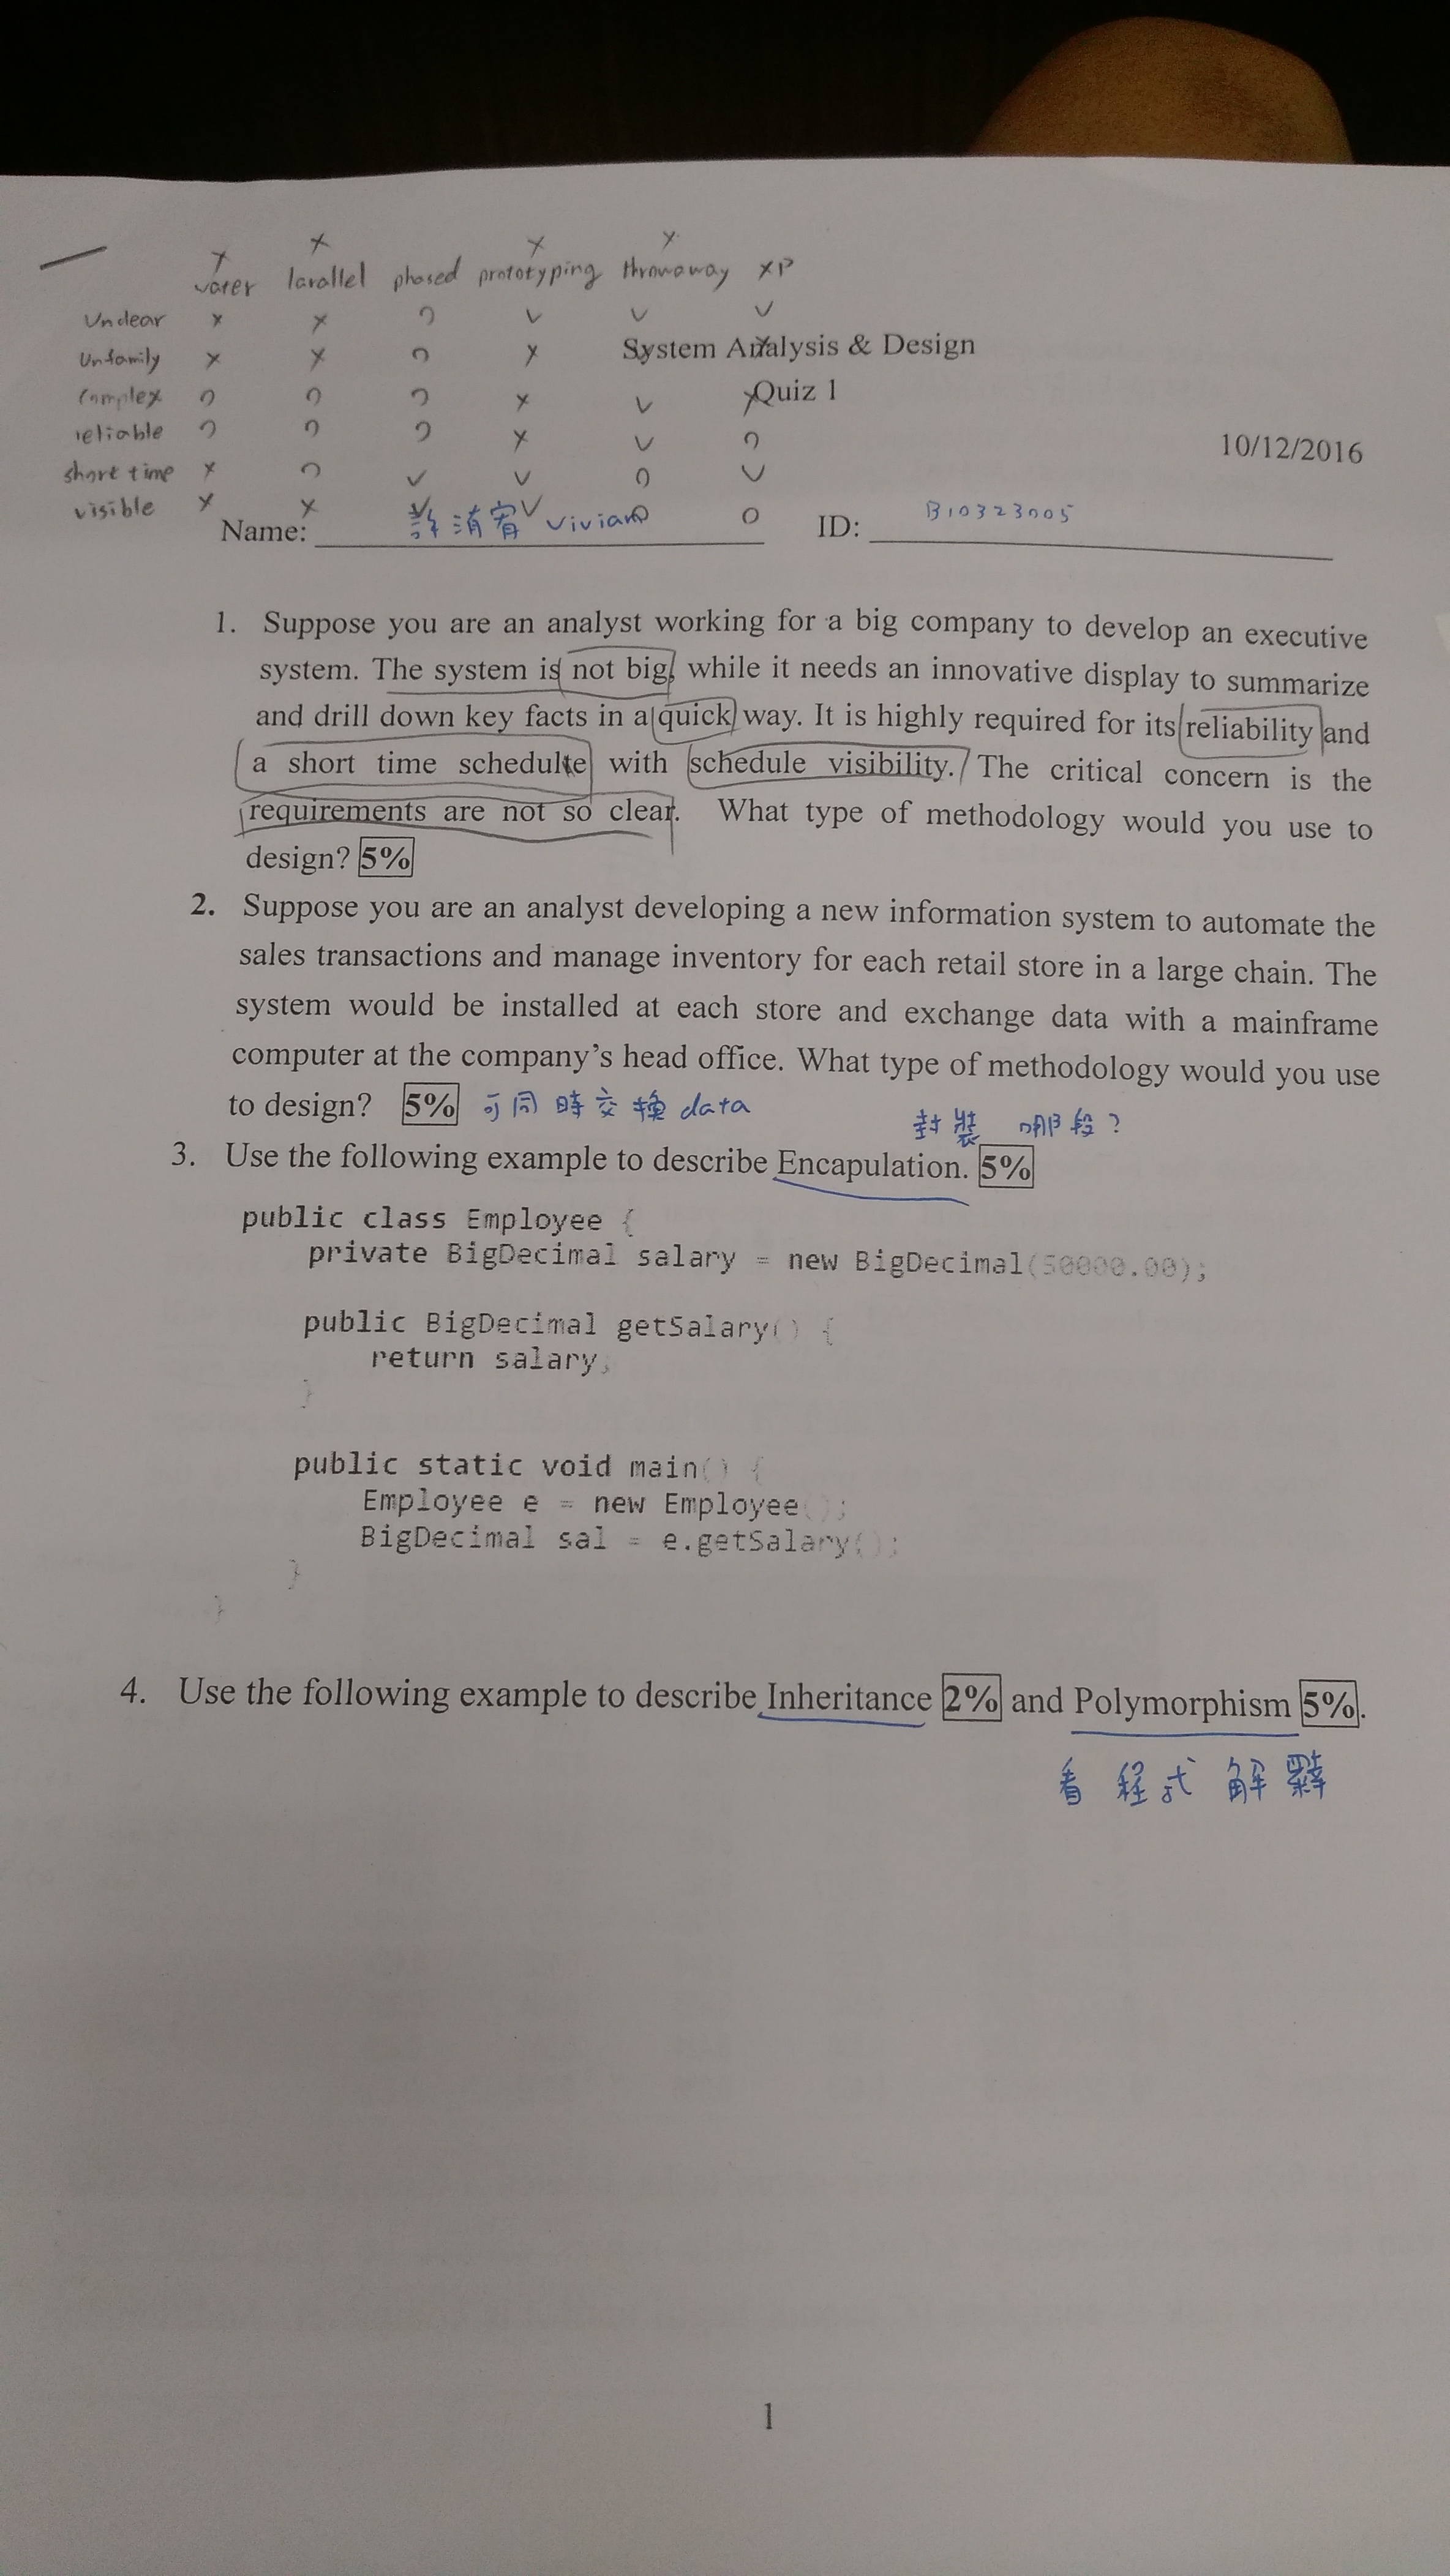 x x x x
water larallel phased prototyping throwaway XP
Unclear x x ○ v v v
Unfamily x x ○ x v x
System Analysis & Design
Complex ○ ○ ○ x v x
Quiz 1
reliable ○ ○ ○ x v ○
10/12/2016
short time x ○ v v ○ v
visible x x v v ○ ○
Name: 許淯甯 Vivian ID: B10323005
1. Suppose you are an analyst working for a big company to develop an executive
system. The system is not big, while it needs an innovative display to summarize
and drill down key facts in a quick way. It is highly required for its reliability and
a short time schedulte with schedule visibility. The critical concern is the
requirements are not so clear. What type of methodology would you use to
design? 5%
2. Suppose you are an analyst developing a new information system to automate the
sales transactions and manage inventory for each retail store in a large chain. The
system would be installed at each store and exchange data with a mainframe
computer at the company's head office. What type of methodology would you use
to design? 5% 可同時交換 data
封裝 哪段?
3. Use the following example to describe Encapulation. 5%
public class Employee {
private BigDecimal salary = new BigDecimal(50000.00);
public BigDecimal getSalary() {
return salary;
}
public static void main() {
Employee e = new Employee();
BigDecimal sal = e.getSalary();
}
}
4. Use the following example to describe Inheritance 2% and Polymorphism 5%.
看程式解釋
1